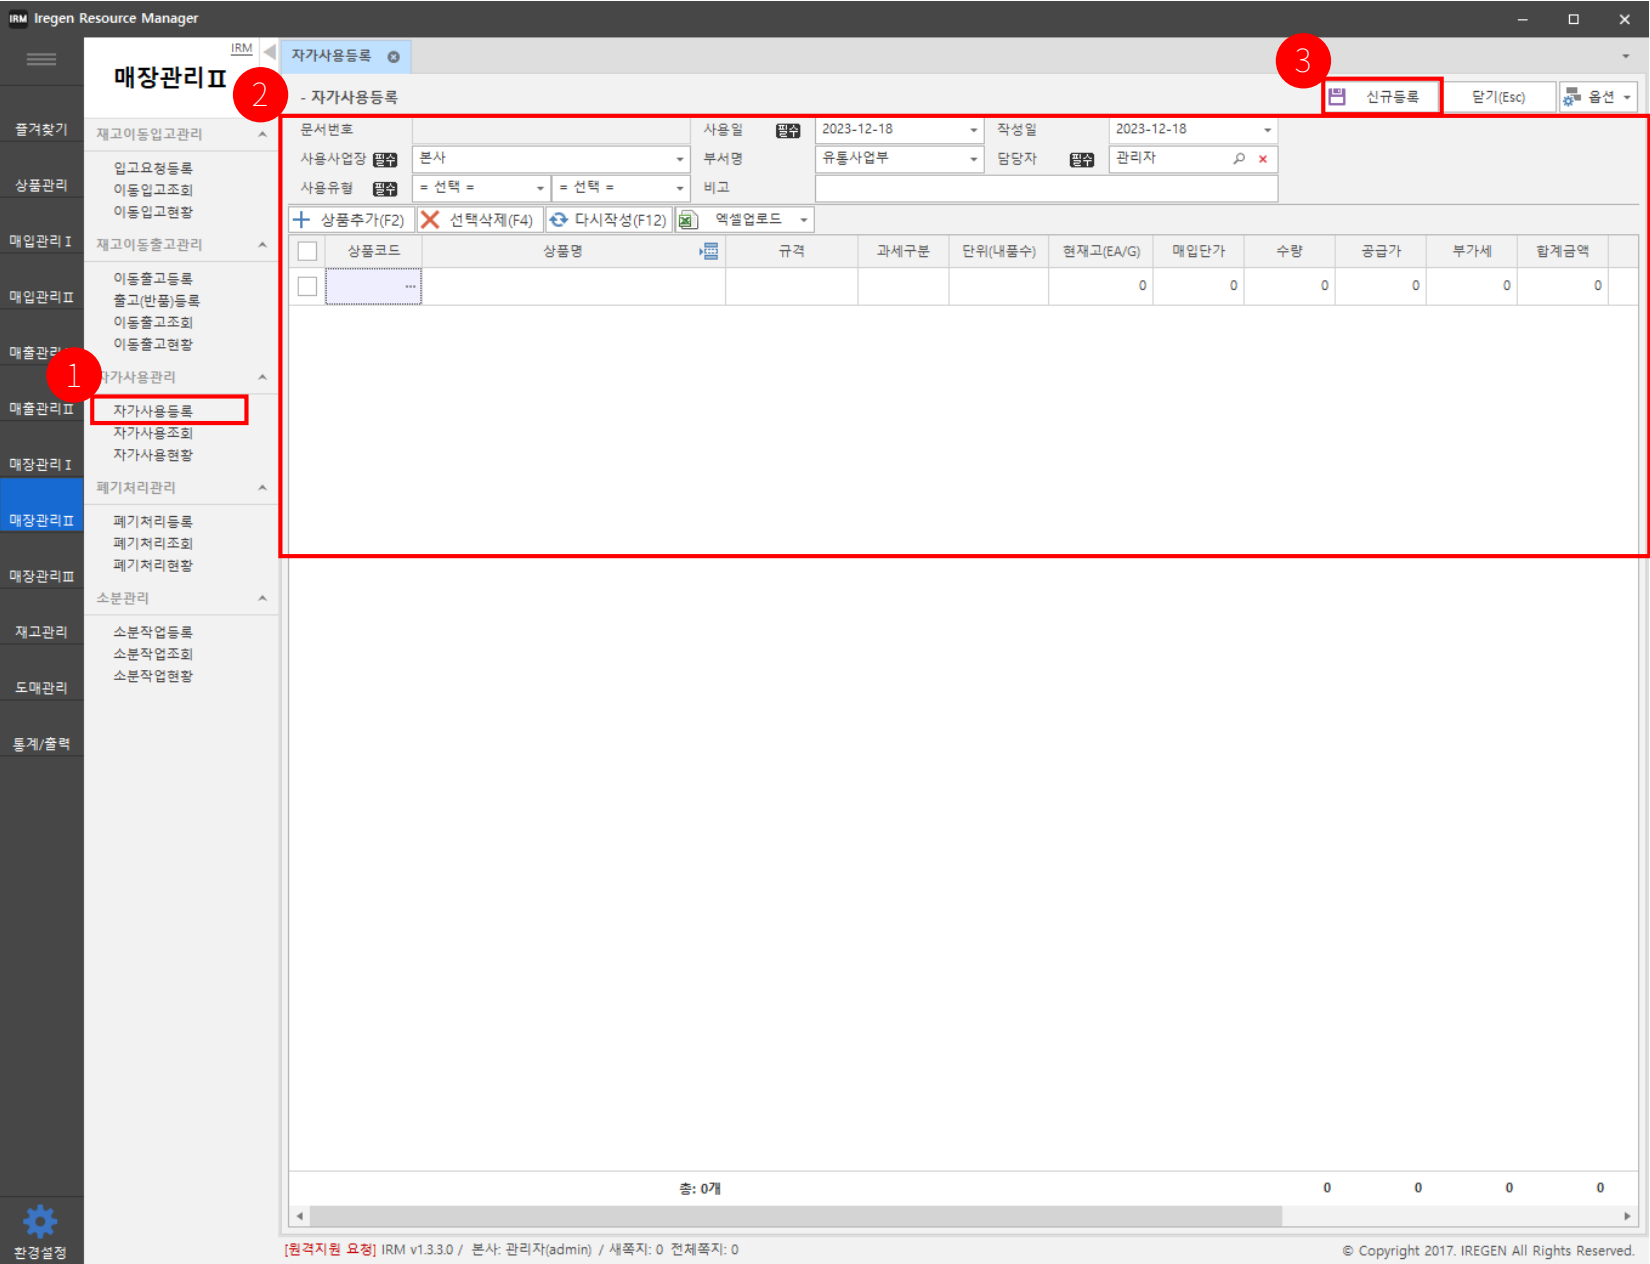 IRM Iregen Resource Manager
즐겨찾기
상품관리
매입관리 I
매입관리 II
매출관리
매출관리 II
매장관리 I
매장관리 II
매장관리 III
재고관리
도매관리
통계/출력
환경설정
IRM
매장관리 II
재고이동입고관리
입고요청등록
이동입고조회
이동입고현황
재고이동출고관리
이동출고등록
출고(반품)등록
이동출고조회
이동출고현황
1
자가사용관리
자가사용등록
자가사용조회
자가사용현황
폐기처리관리
폐기처리등록
폐기처리조회
폐기처리현황
소분관리
소분작업등록
소분작업조회
소분작업현황
자가사용등록
2
3
- 자가사용등록
신규등록 닫기(Esc) 옵션
문서번호 사용일 필수 2023-12-18 작성일 2023-12-18
사용사업장 필수 본사 부서명 유통사업부 담당자 필수 관리자
사용유형 필수 = 선택 = = 선택 = 비고
상품추가(F2) 선택삭제(F4) 다시작성(F12) 엑셀업로드
상품코드 상품명 규격 과세구분 단위(내품수) 현재고(EA/G) 매입단가 수량 공급가 부가세 합계금액
... 0 0 0 0 0 0
총: 0개 0 0 0 0
[원격지원 요청] IRM v1.3.3.0 / 본사: 관리자(admin) / 새쪽지: 0 전체쪽지: 0
© Copyright 2017. IREGEN All Rights Reserved.